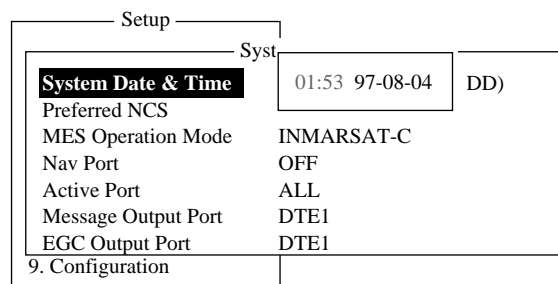 Setup
Syst
System Date & Time 01:53 97-08-04 DD)
Preferred NCS
MES Operation Mode INMARSAT-C
Nav Port OFF
Active Port ALL
Message Output Port DTE1
EGC Output Port DTE1
9. Configuration